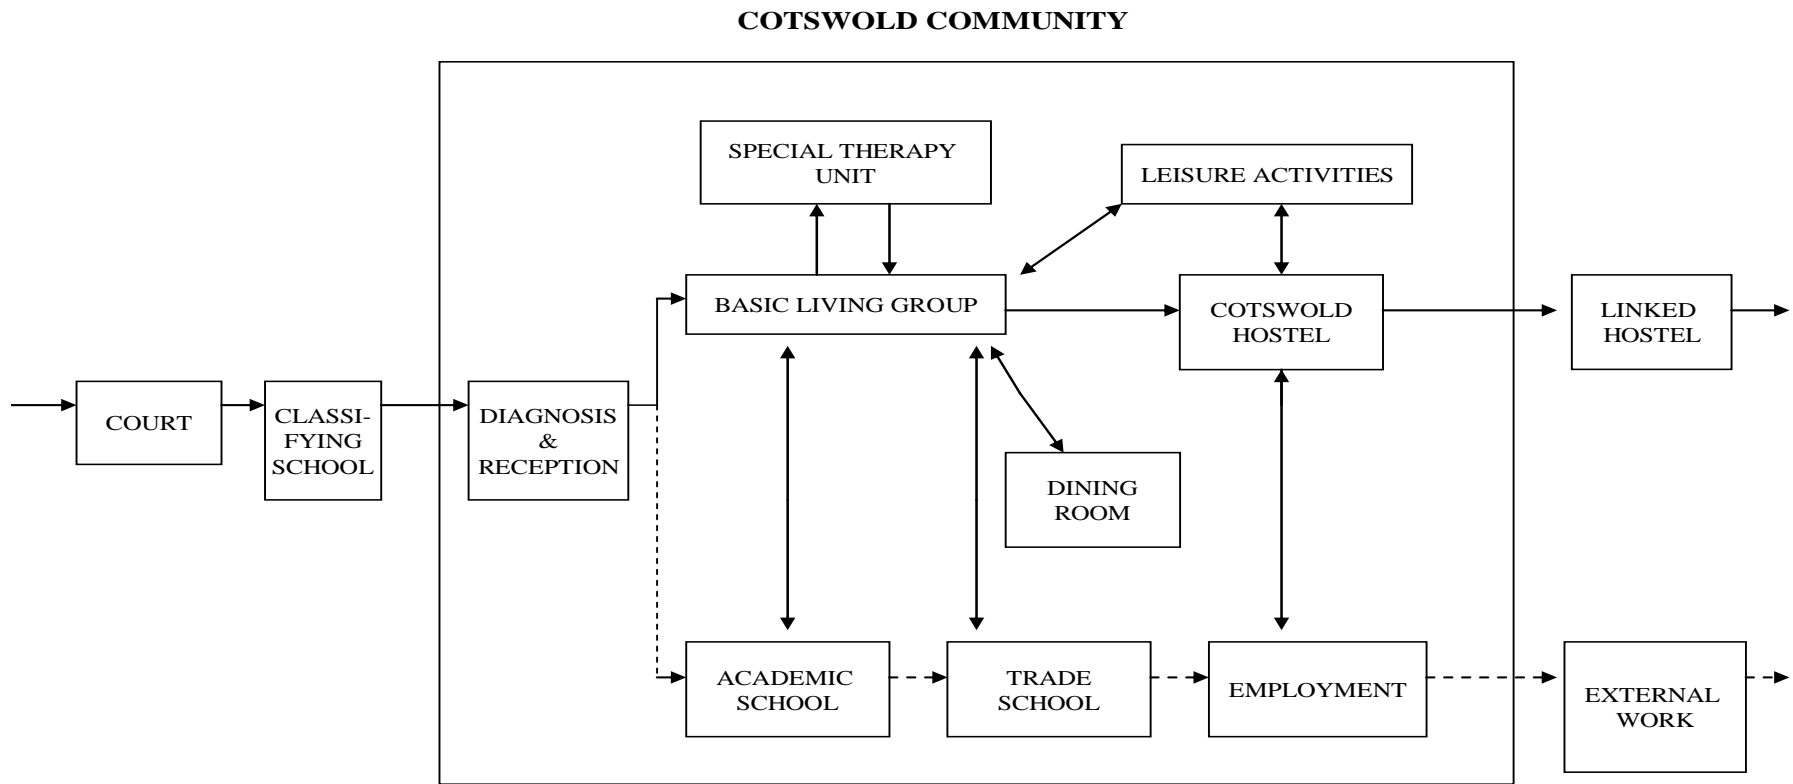 COTSWOLD COMMUNITY
SPECIAL THERAPY
UNIT
LEISURE ACTIVITIES
BASIC LIVING GROUP
COTSWOLD
HOSTEL
LINKED
HOSTEL
COURT
CLASSI-
FYING
SCHOOL
DIAGNOSIS
&
RECEPTION
DINING
ROOM
ACADEMIC
SCHOOL
TRADE
SCHOOL
EMPLOYMENT
EXTERNAL
WORK